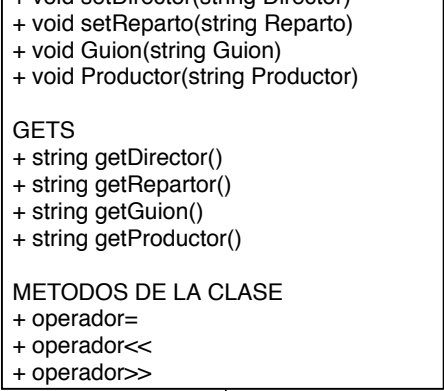 + void setDirector(string Director)
+ void setReparto(string Reparto)
+ void Guion(string Guion)
+ void Productor(string Productor)
GETS
+ string getDirector()
+ string getRepartor()
+ string getGuion()
+ string getProductor()
METODOS DE LA CLASE
+ operador=
+ operador<<
+ operador>>